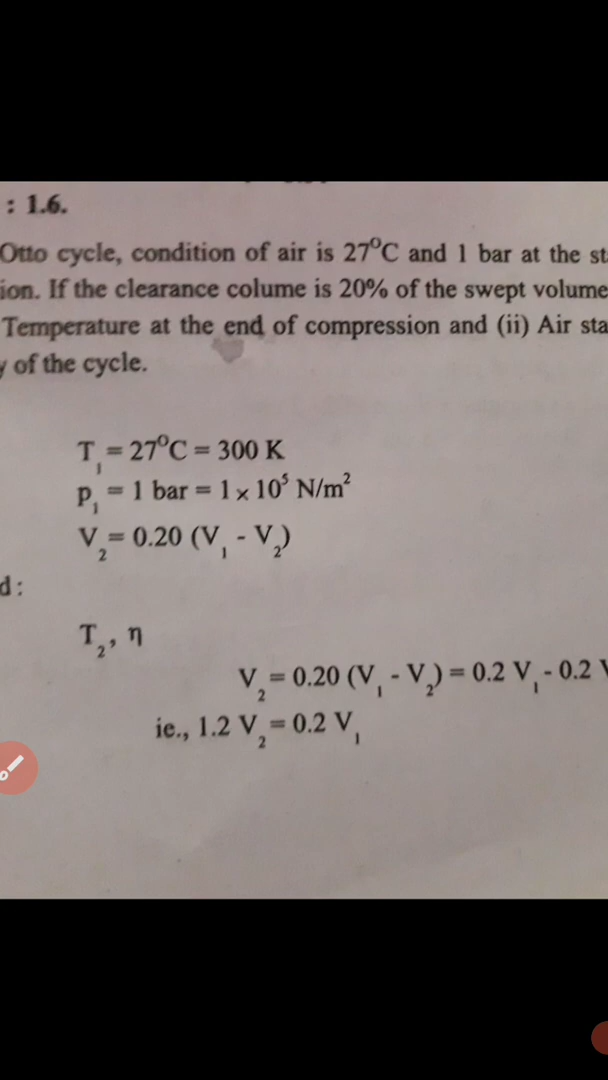 : 1.6.
Otto cycle, condition of air is 27°C and 1 bar at the st
ion. If the clearance colume is 20% of the swept volume
Temperature at the end of compression and (ii) Air sta
y of the cycle.
T₁ = 27°C = 300 K
p₁ = 1 bar = 1 × 10⁵ N/m²
V₂ = 0.20 (V₁ - V₂)
d :
T₂, η
V₂ = 0.20 (V₁ - V₂) = 0.2 V₁ - 0.2 V
ie., 1.2 V₂ = 0.2 V₁